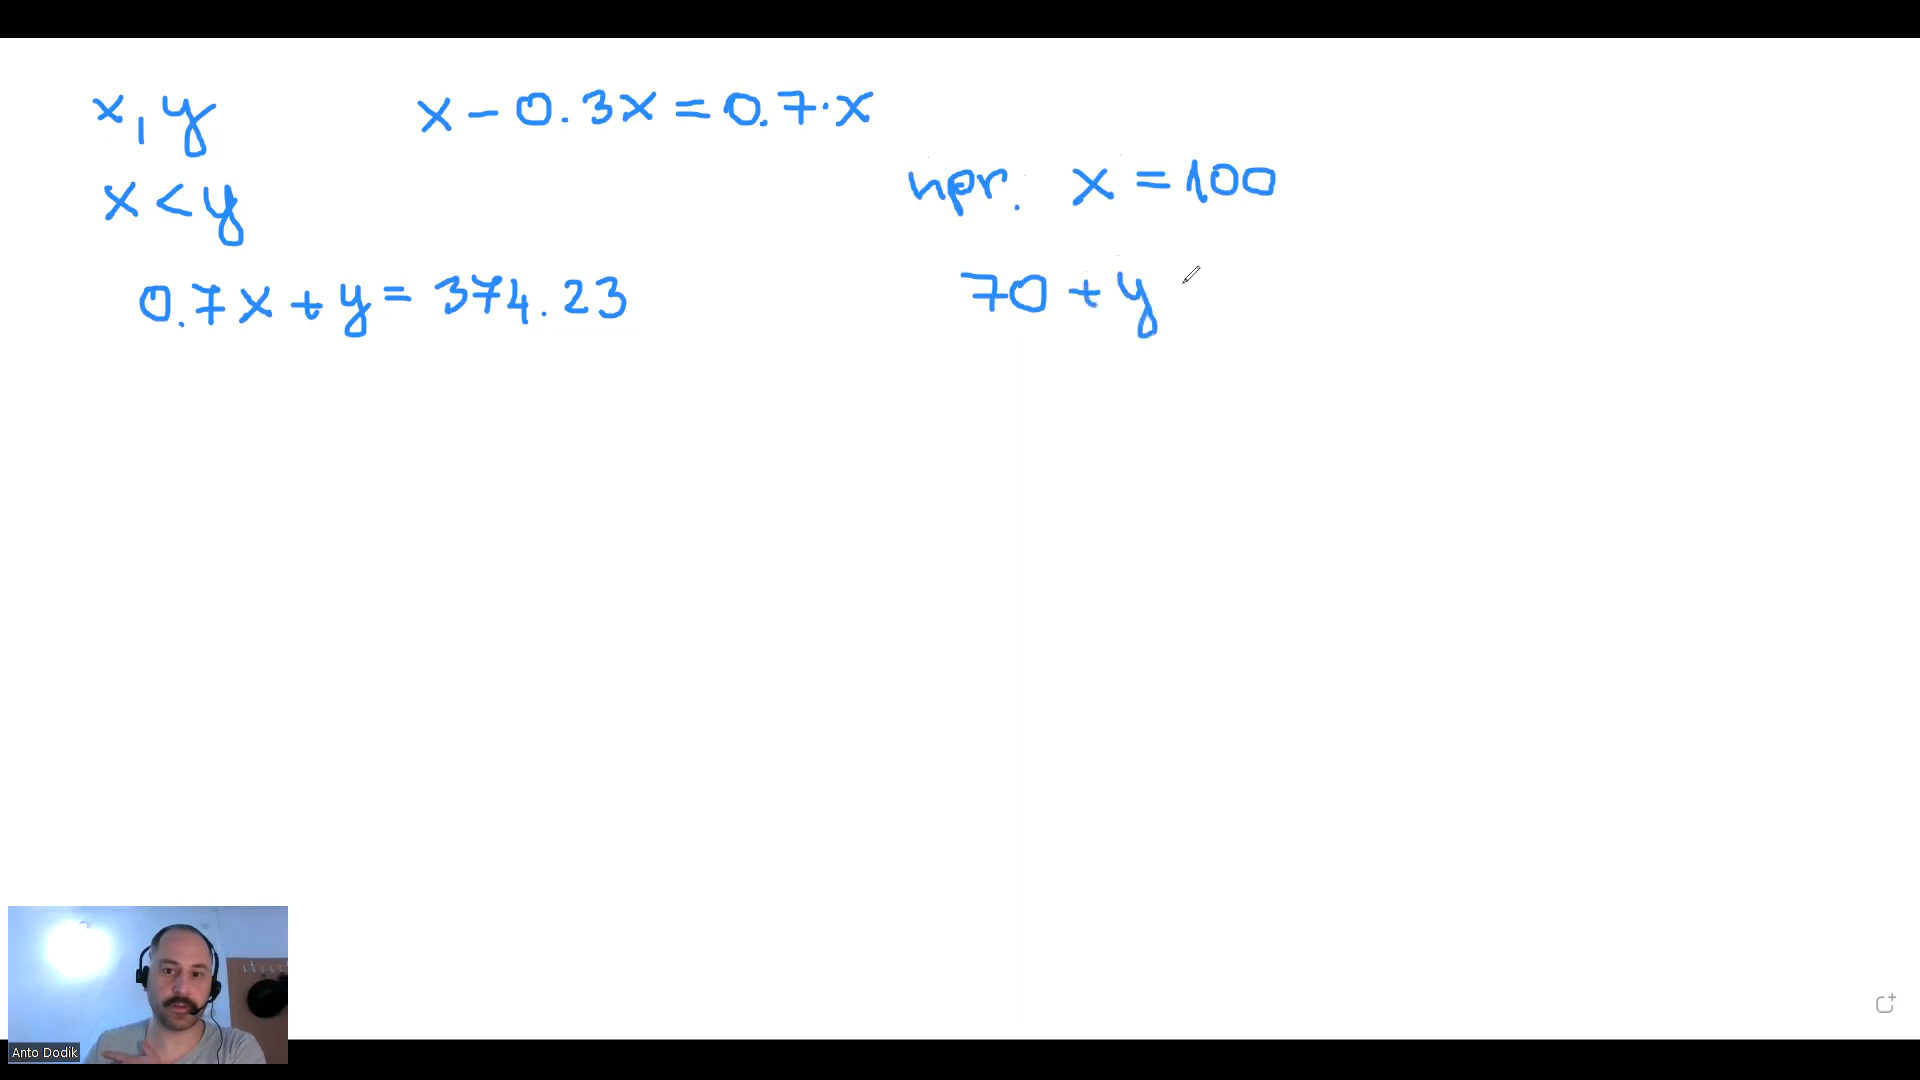 x, y
x - 0.3x = 0.7·x
x < y
npr. x = 100
0.7x + y = 374.23
70 + y
Anto Dodik